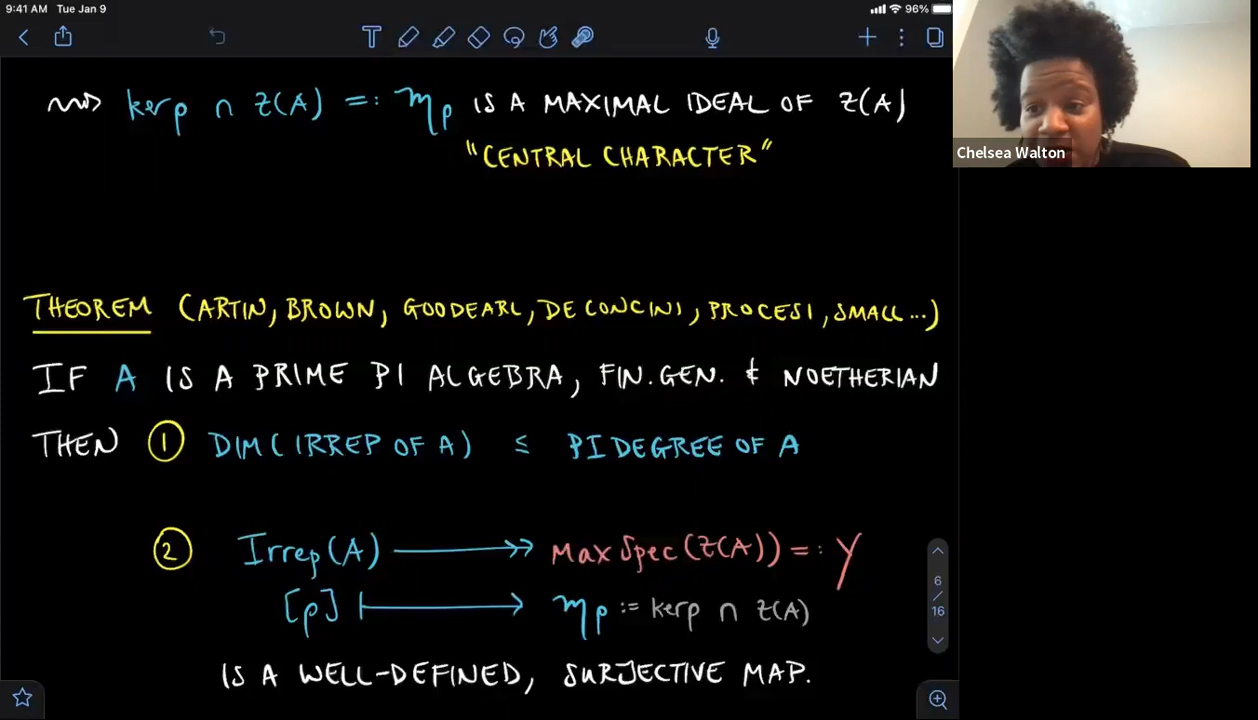 9:41 AM Tue Jan 9
96%
Chelsea Walton
⇝ ker ρ ∩ Z(A) =: 𝔪ρ IS A MAXIMAL IDEAL OF Z(A)
"CENTRAL CHARACTER"
THEOREM (ARTIN, BROWN, GOODEARL, DE CONCINI, PROCESI, SMALL...)
IF A IS A PRIME PI ALGEBRA, FIN. GEN. & NOETHERIAN
THEN ① DIM(IRREP OF A) ≤ PI DEGREE OF A
② Irrep(A) ↠ MaxSpec(Z(A)) =: Y
[ρ] ↦ 𝔪ρ := ker ρ ∩ Z(A)
IS A WELL-DEFINED, SURJECTIVE MAP.
6
/
16